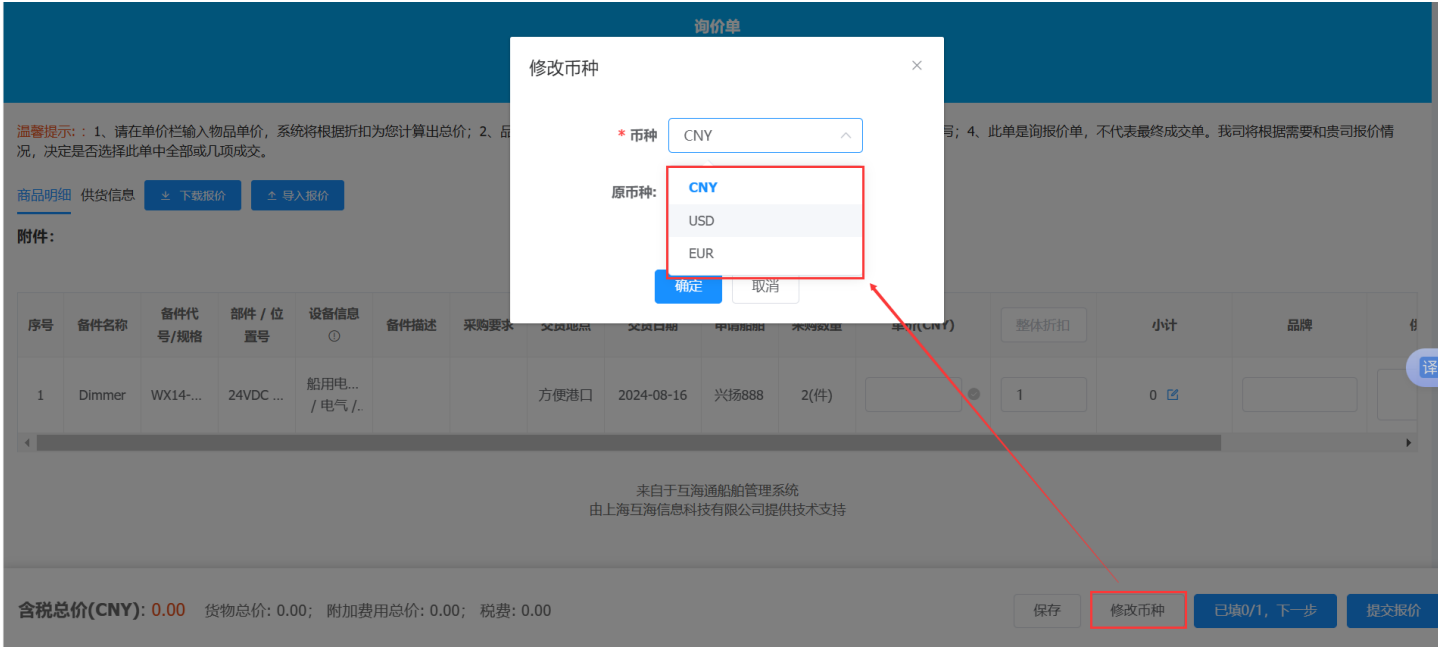 询价单
修改币种
温馨提示: : 1、请在单价栏输入物品单价，系统将根据折扣为您计算出总价；2、品
写；4、此单是询报价单，不代表最终成交单。我司将根据需要和贵司报价情
况，决定是否选择此单中全部或几项成交。
* 币种 CNY
原币种:
CNY
USD
EUR
确定 取消
商品明细 供货信息 下载报价 导入报价
附件:
序号 备件名称 备件代号/规格 部件 / 位置号 设备信息 备件描述 采购要求 交货地点 交货日期 申请船舶 采购数量 单价(CNY) 整体折扣 小计 品牌
1 Dimmer WX14-... 24VDC ... 船用电... / 电气 /.. 方便港口 2024-08-16 兴扬888 2(件) 1 0
译
来自于互海通船舶管理系统
由上海互海信息科技有限公司提供技术支持
含税总价(CNY): 0.00 货物总价: 0.00; 附加费用总价: 0.00; 税费: 0.00
保存 修改币种 已填0/1，下一步 提交报价